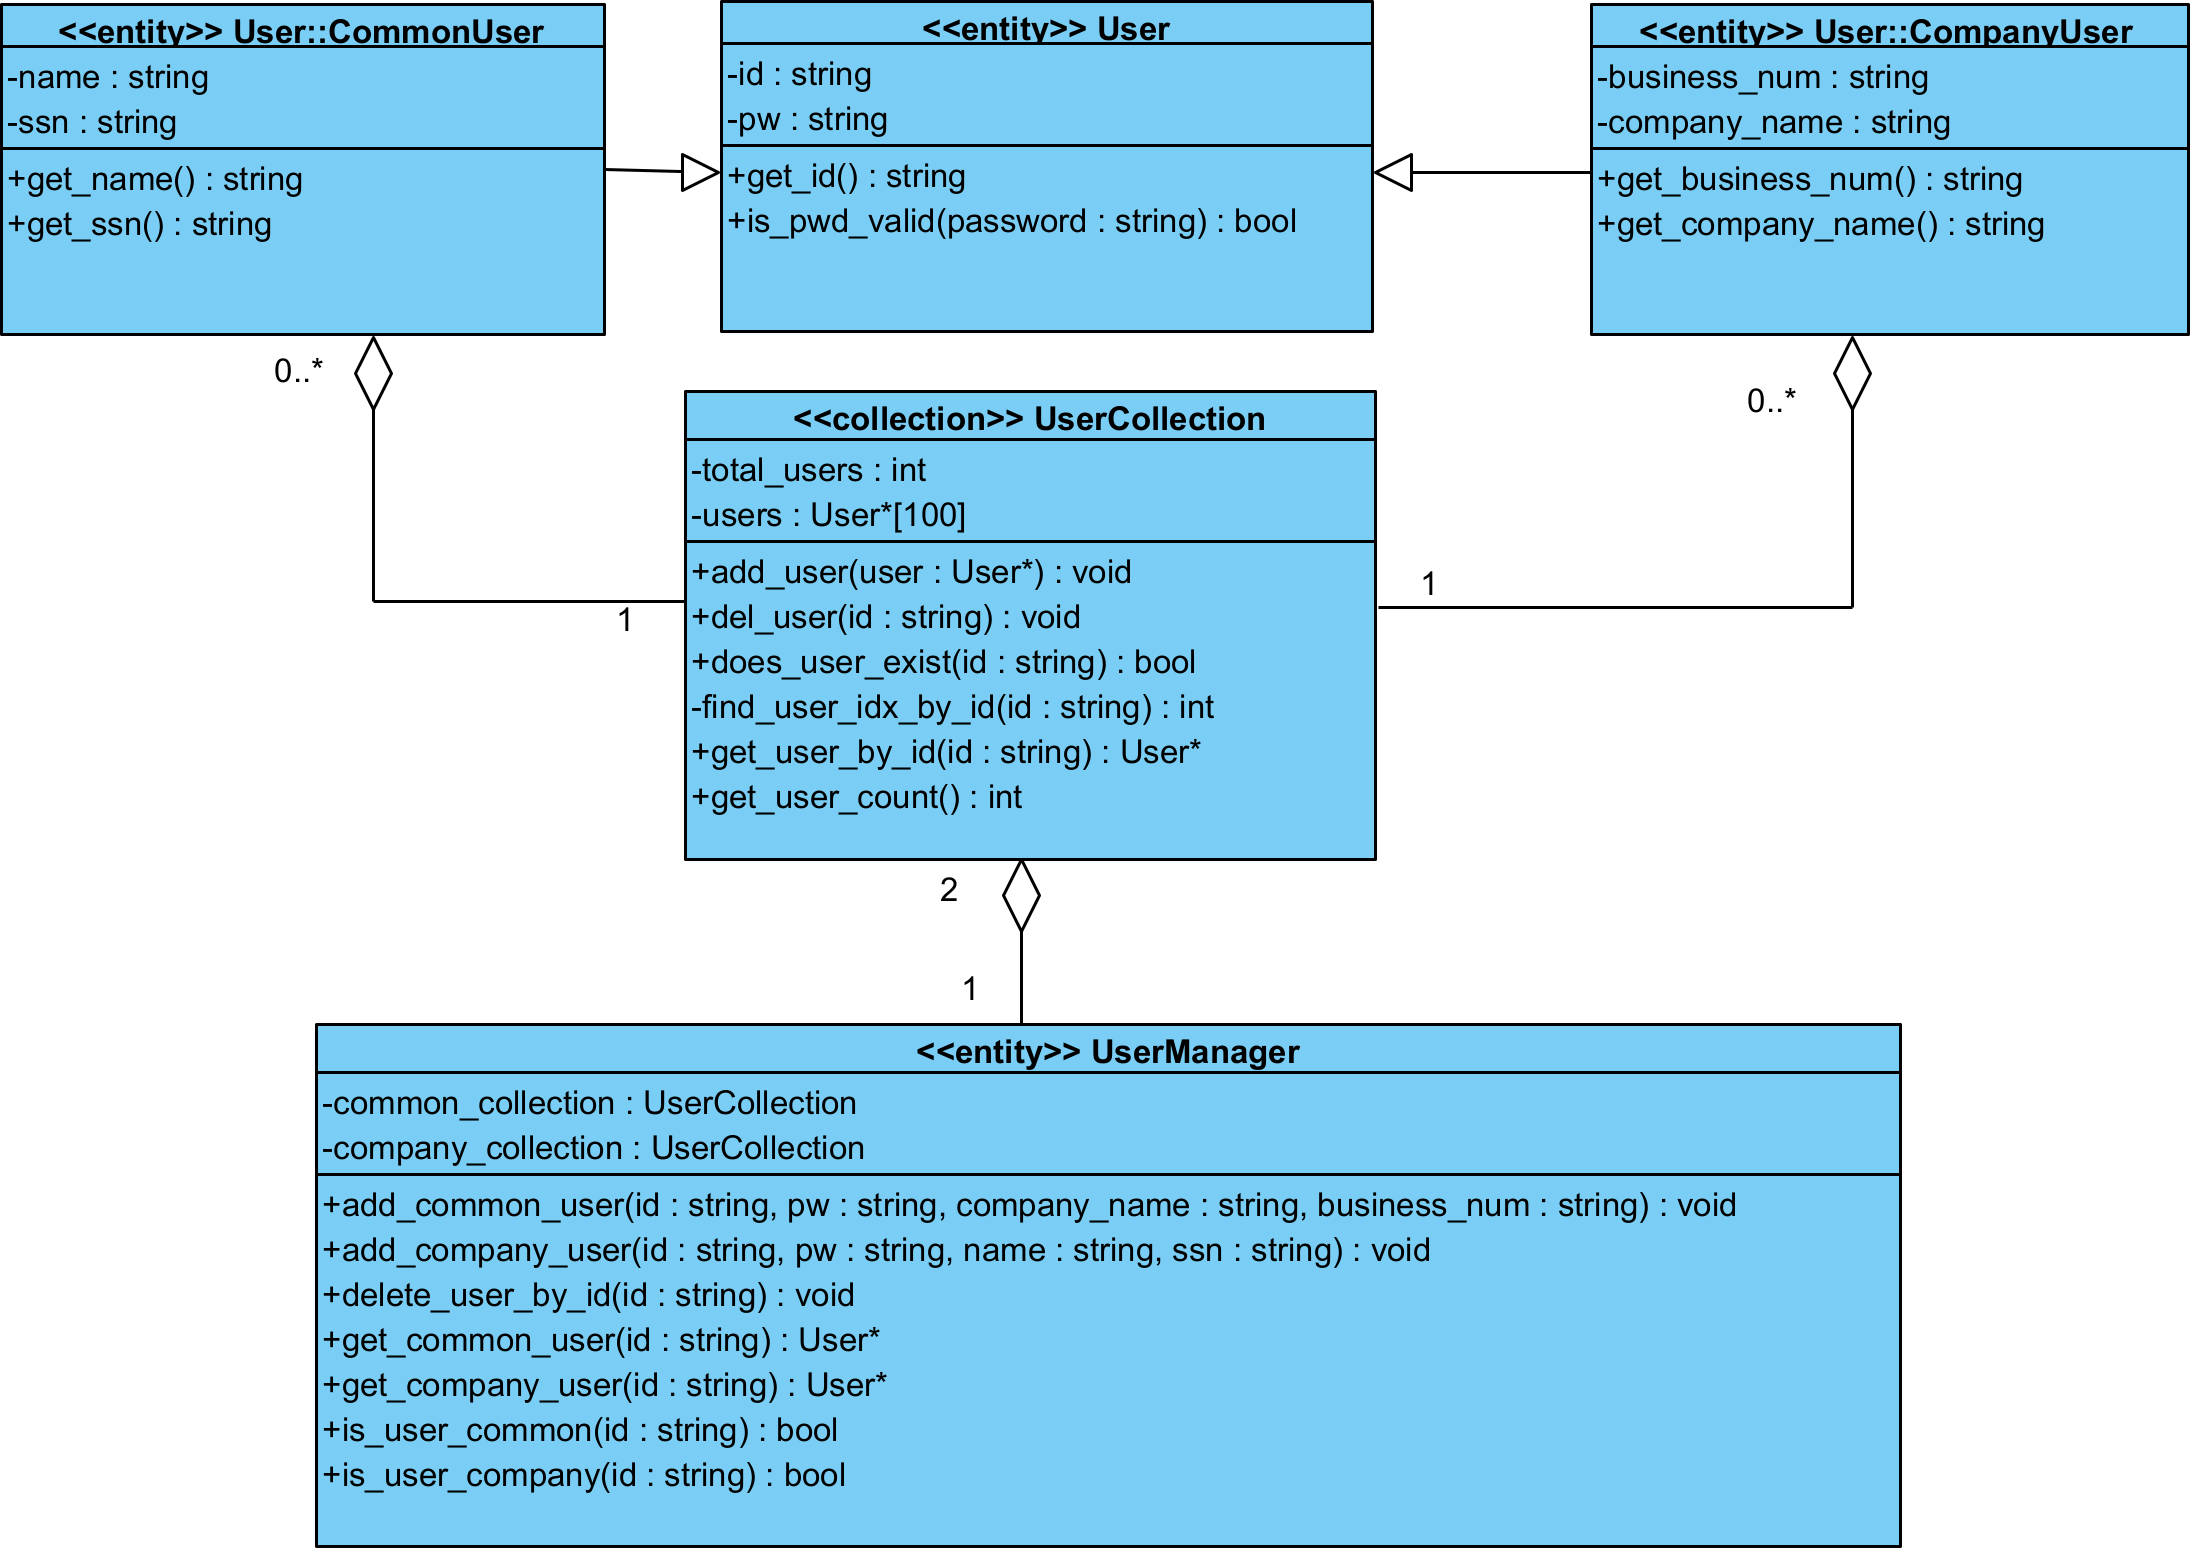 <<entity>> User::CommonUser
-name : string
-ssn : string
+get_name() : string
+get_ssn() : string
<<entity>> User
-id : string
-pw : string
+get_id() : string
+is_pwd_valid(password : string) : bool
<<entity>> User::CompanyUser
-business_num : string
-company_name : string
+get_business_num() : string
+get_company_name() : string
0..*
0..*
<<collection>> UserCollection
-total_users : int
-users : User*[100]
+add_user(user : User*) : void
+del_user(id : string) : void
+does_user_exist(id : string) : bool
-find_user_idx_by_id(id : string) : int
+get_user_by_id(id : string) : User*
+get_user_count() : int
1
1
2
1
<<entity>> UserManager
-common_collection : UserCollection
-company_collection : UserCollection
+add_common_user(id : string, pw : string, company_name : string, business_num : string) : void
+add_company_user(id : string, pw : string, name : string, ssn : string) : void
+delete_user_by_id(id : string) : void
+get_common_user(id : string) : User*
+get_company_user(id : string) : User*
+is_user_common(id : string) : bool
+is_user_company(id : string) : bool